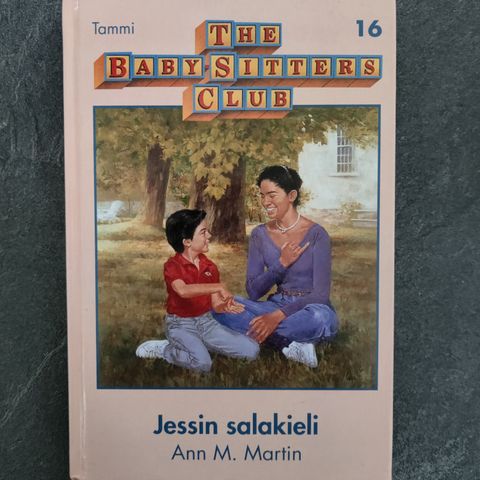 Tammi
16
THE
BABY-SITTERS
CLUB
Jessin salakieli
Ann M. Martin